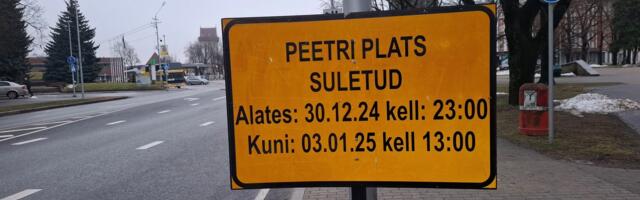 PEETRI PLATS
SULETUD
Alates: 30.12.24 kell: 23:00
Kuni: 03.01.25 kell 13:00